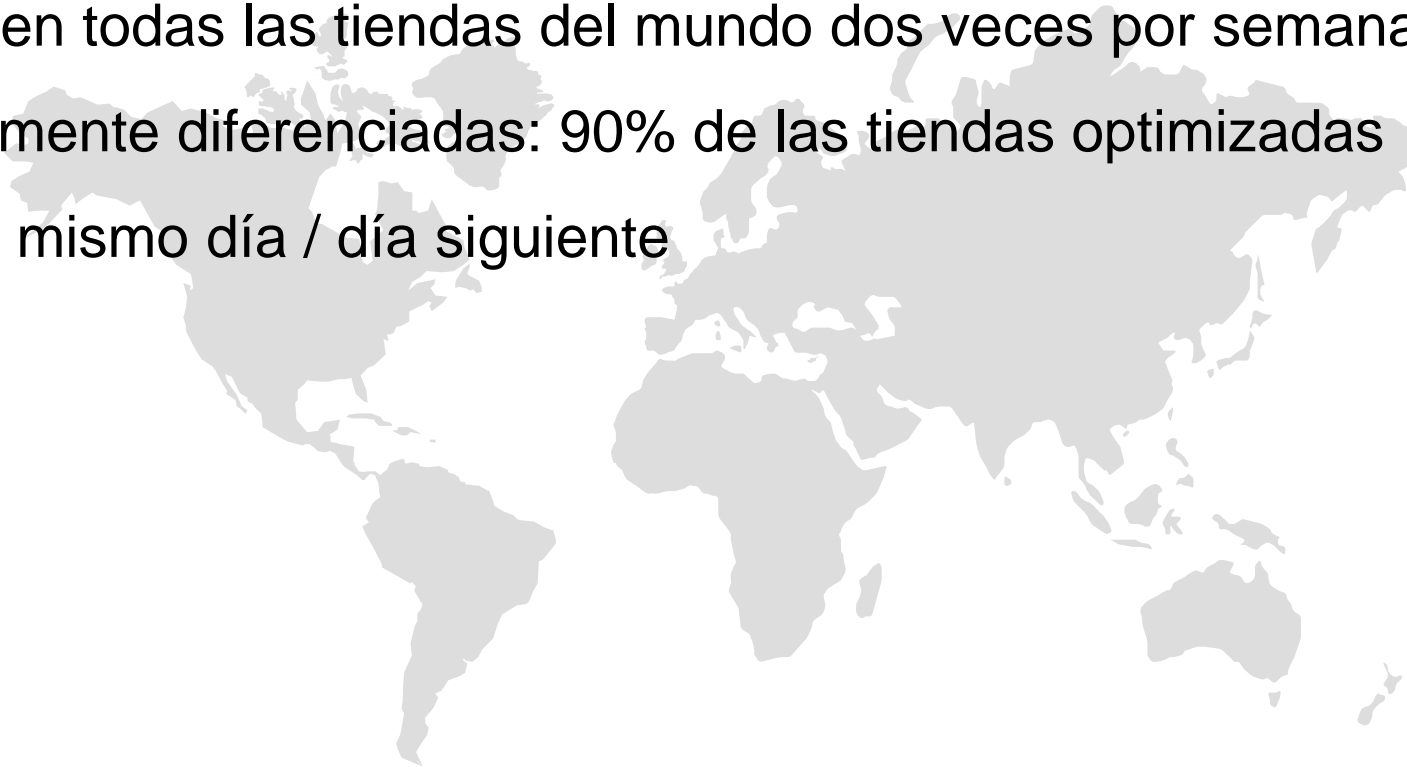 en todas las tiendas del mundo dos veces por semana
mente diferenciadas: 90% de las tiendas optimizadas
mismo día / día siguiente